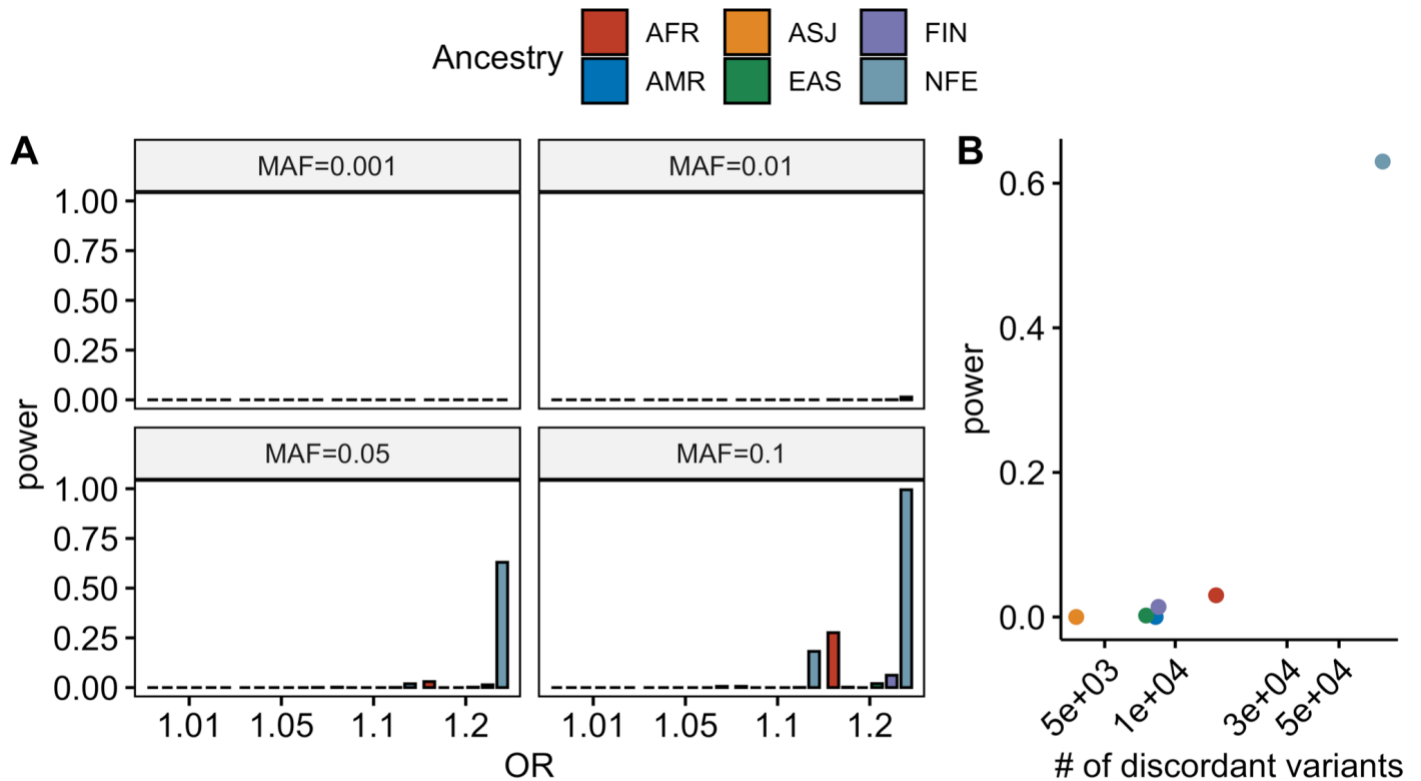 Ancestry
AFR
ASJ
FIN
AMR
EAS
NFE
A
MAF=0.001
MAF=0.01
1.00
0.75
0.50
0.25
0.00
MAF=0.05
MAF=0.1
1.00
0.75
0.50
0.25
0.00
power
1.01
1.05
1.1
1.2
1.01
1.05
1.1
1.2
OR
B
0.6
0.4
0.2
0.0
power
5e+03
1e+04
3e+04
5e+04
# of discordant variants